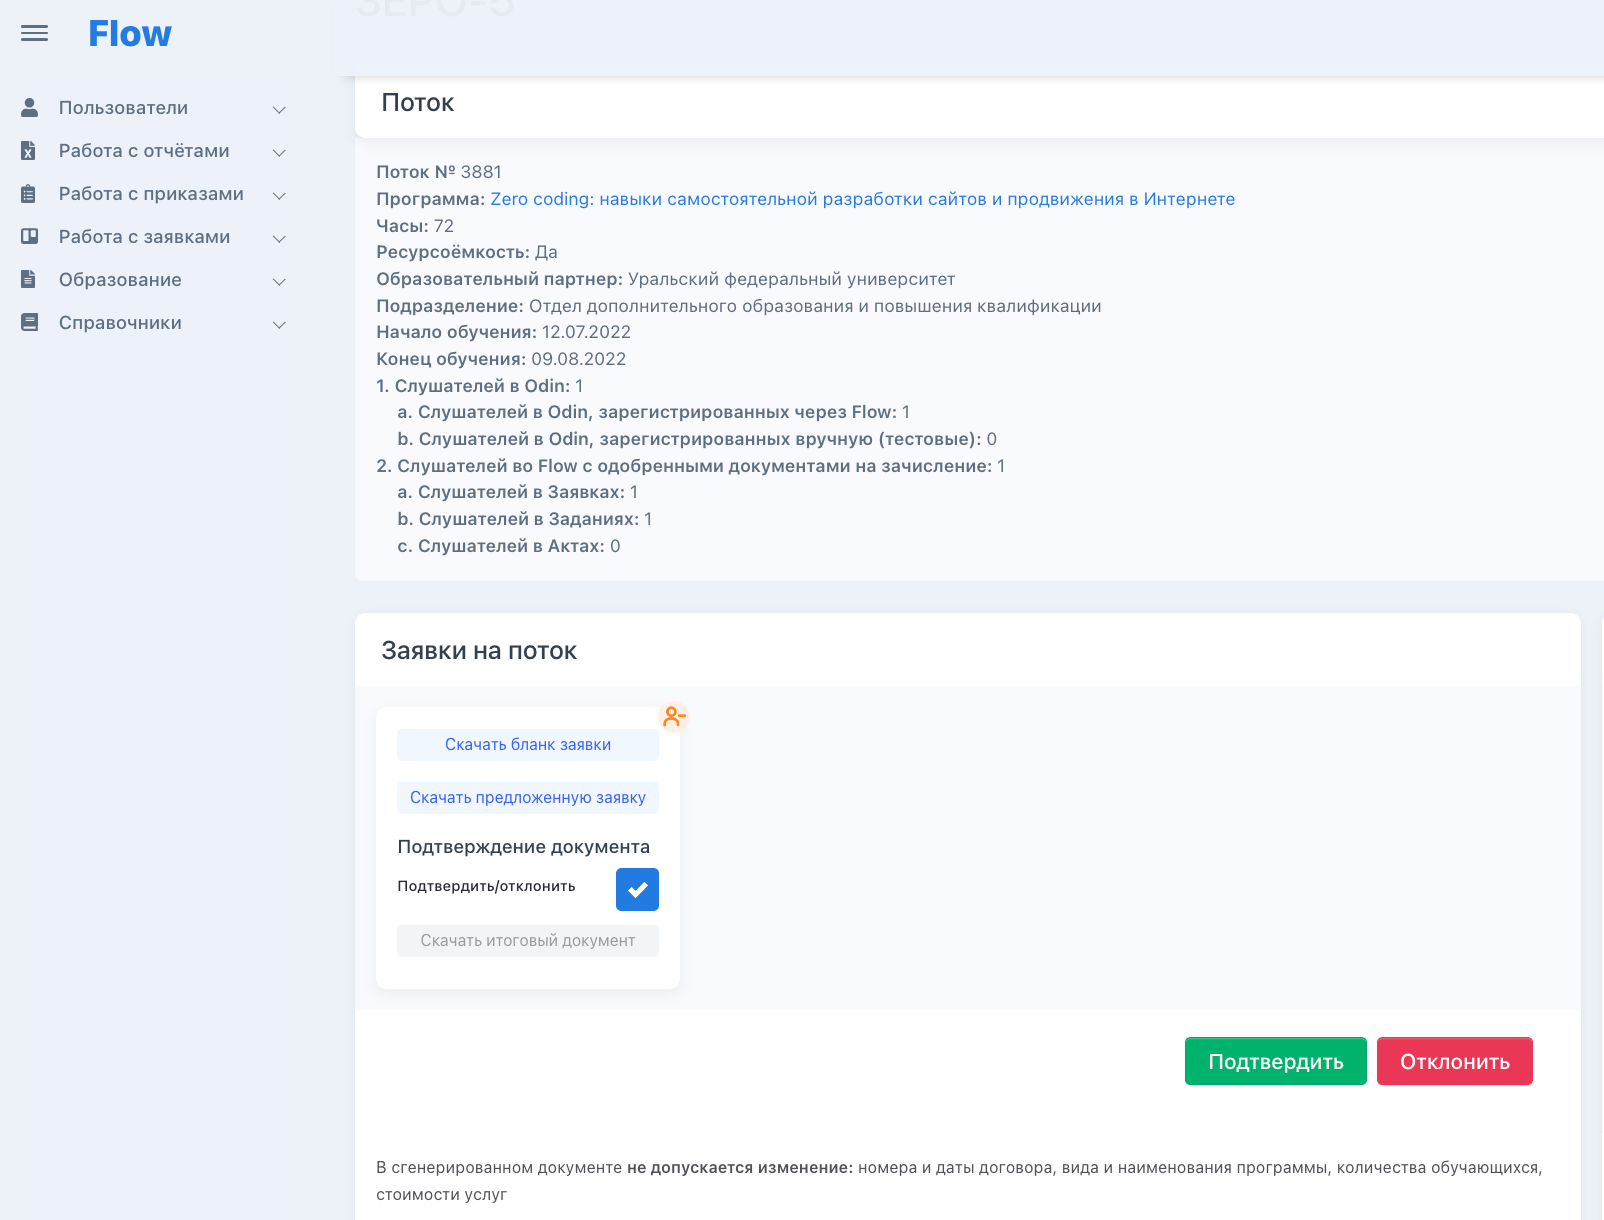 ЗЕРО-5
Flow
Пользователи
Работа с отчётами
Работа с приказами
Работа с заявками
Образование
Справочники
Поток
Поток № 3881
Программа: Zero coding: навыки самостоятельной разработки сайтов и продвижения в Интернете
Часы: 72
Ресурсоёмкость: Да
Образовательный партнер: Уральский федеральный университет
Подразделение: Отдел дополнительного образования и повышения квалификации
Начало обучения: 12.07.2022
Конец обучения: 09.08.2022
1. Слушателей в Odin: 1
a. Слушателей в Odin, зарегистрированных через Flow: 1
b. Слушателей в Odin, зарегистрированных вручную (тестовые): 0
2. Слушателей во Flow с одобренными документами на зачисление: 1
a. Слушателей в Заявках: 1
b. Слушателей в Заданиях: 1
c. Слушателей в Актах: 0
Заявки на поток
Скачать бланк заявки
Скачать предложенную заявку
Подтверждение документа
Подтвердить/отклонить
Скачать итоговый документ
Подтвердить
Отклонить
В сгенерированном документе не допускается изменение: номера и даты договора, вида и наименования программы, количества обучающихся,
стоимости услуг